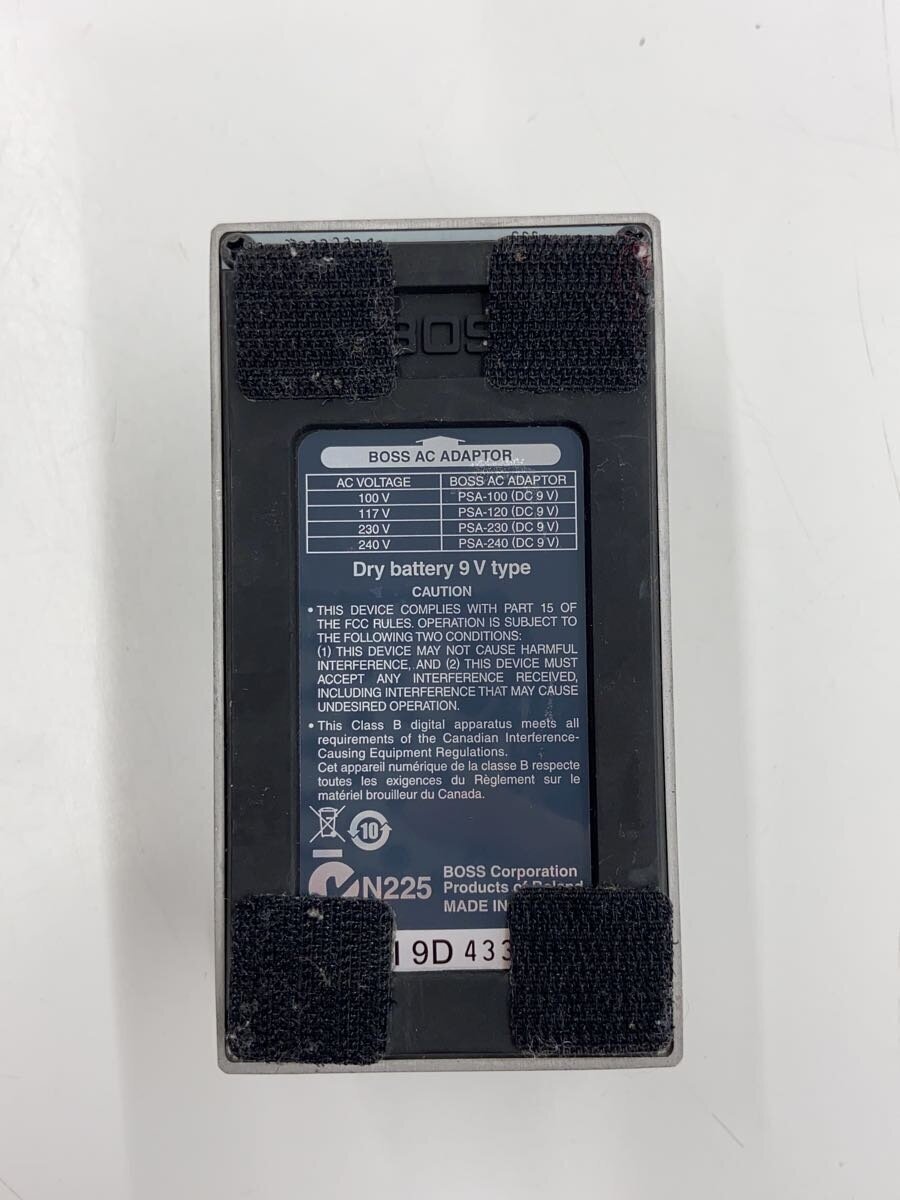 BOSS AC ADAPTOR
AC VOLTAGE BOSS AC ADAPTOR
100 V PSA-100 (DC 9 V)
117 V PSA-120 (DC 9 V)
230 V PSA-230 (DC 9 V)
240 V PSA-240 (DC 9 V)
Dry battery 9 V type
CAUTION
• THIS DEVICE COMPLIES WITH PART 15 OF
THE FCC RULES. OPERATION IS SUBJECT TO
THE FOLLOWING TWO CONDITIONS:
(1) THIS DEVICE MAY NOT CAUSE HARMFUL
INTERFERENCE, AND (2) THIS DEVICE MUST
ACCEPT ANY INTERFERENCE RECEIVED,
INCLUDING INTERFERENCE THAT MAY CAUSE
UNDESIRED OPERATION.
• This Class B digital apparatus meets all
requirements of the Canadian Interference-
Causing Equipment Regulations.
Cet appareil numérique de la classe B respecte
toutes les exigences du Règlement sur le
matériel brouilleur du Canada.
10
N225
BOSS Corporation
Products of Roland
MADE IN
9D 433